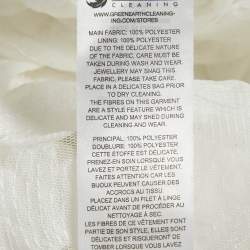 CLEANING
WWW.GREENEARTHCLEAN-
ING.COM/STORES
MAIN FABRIC: 100% POLYESTER
LINING: 100% POLYESTER
DUE TO THE DELICATE NATURE
OF THE FABRIC, CARE MUST BE
TAKEN DURING WASH AND WEAR.
JEWELLERY MAY SNAG THIS
FABRIC, PLEASE TAKE CARE.
PLACE IN A DELICATES BAG PRIOR
TO DRY CLEANING.
THE FIBRES ON THIS GARMENT
ARE A STYLE FEATURE WHICH IS
DELICATE AND MAY SHED DURING
CLEANING AND WEAR.
PRINCIPAL: 100% POLYESTER
DOUBLURE: 100% POLYESTER
CETTE ÉTOFFE EST DÉLICATE,
PRENEZ-EN SOIN LORSQUE VOUS
LAVEZ ET PORTEZ LE VÊTEMENT.
FAITES ATTENTION CAR LES
BIJOUX PEUVENT CAUSER DES
ACCROCS AU TISSU.
PLACEZ DANS UN FILET À LINGE
DÉLICAT AVANT DE PROCÉDER AU
NETTOYAGE À SEC.
LES FIBRES DE CE VÊTEMENT FONT
PARTIE DE SON STYLE, ELLES SONT
DÉLICATES ET RISQUENT DE
TOMBER LORSQUE VOUS LAVEZ